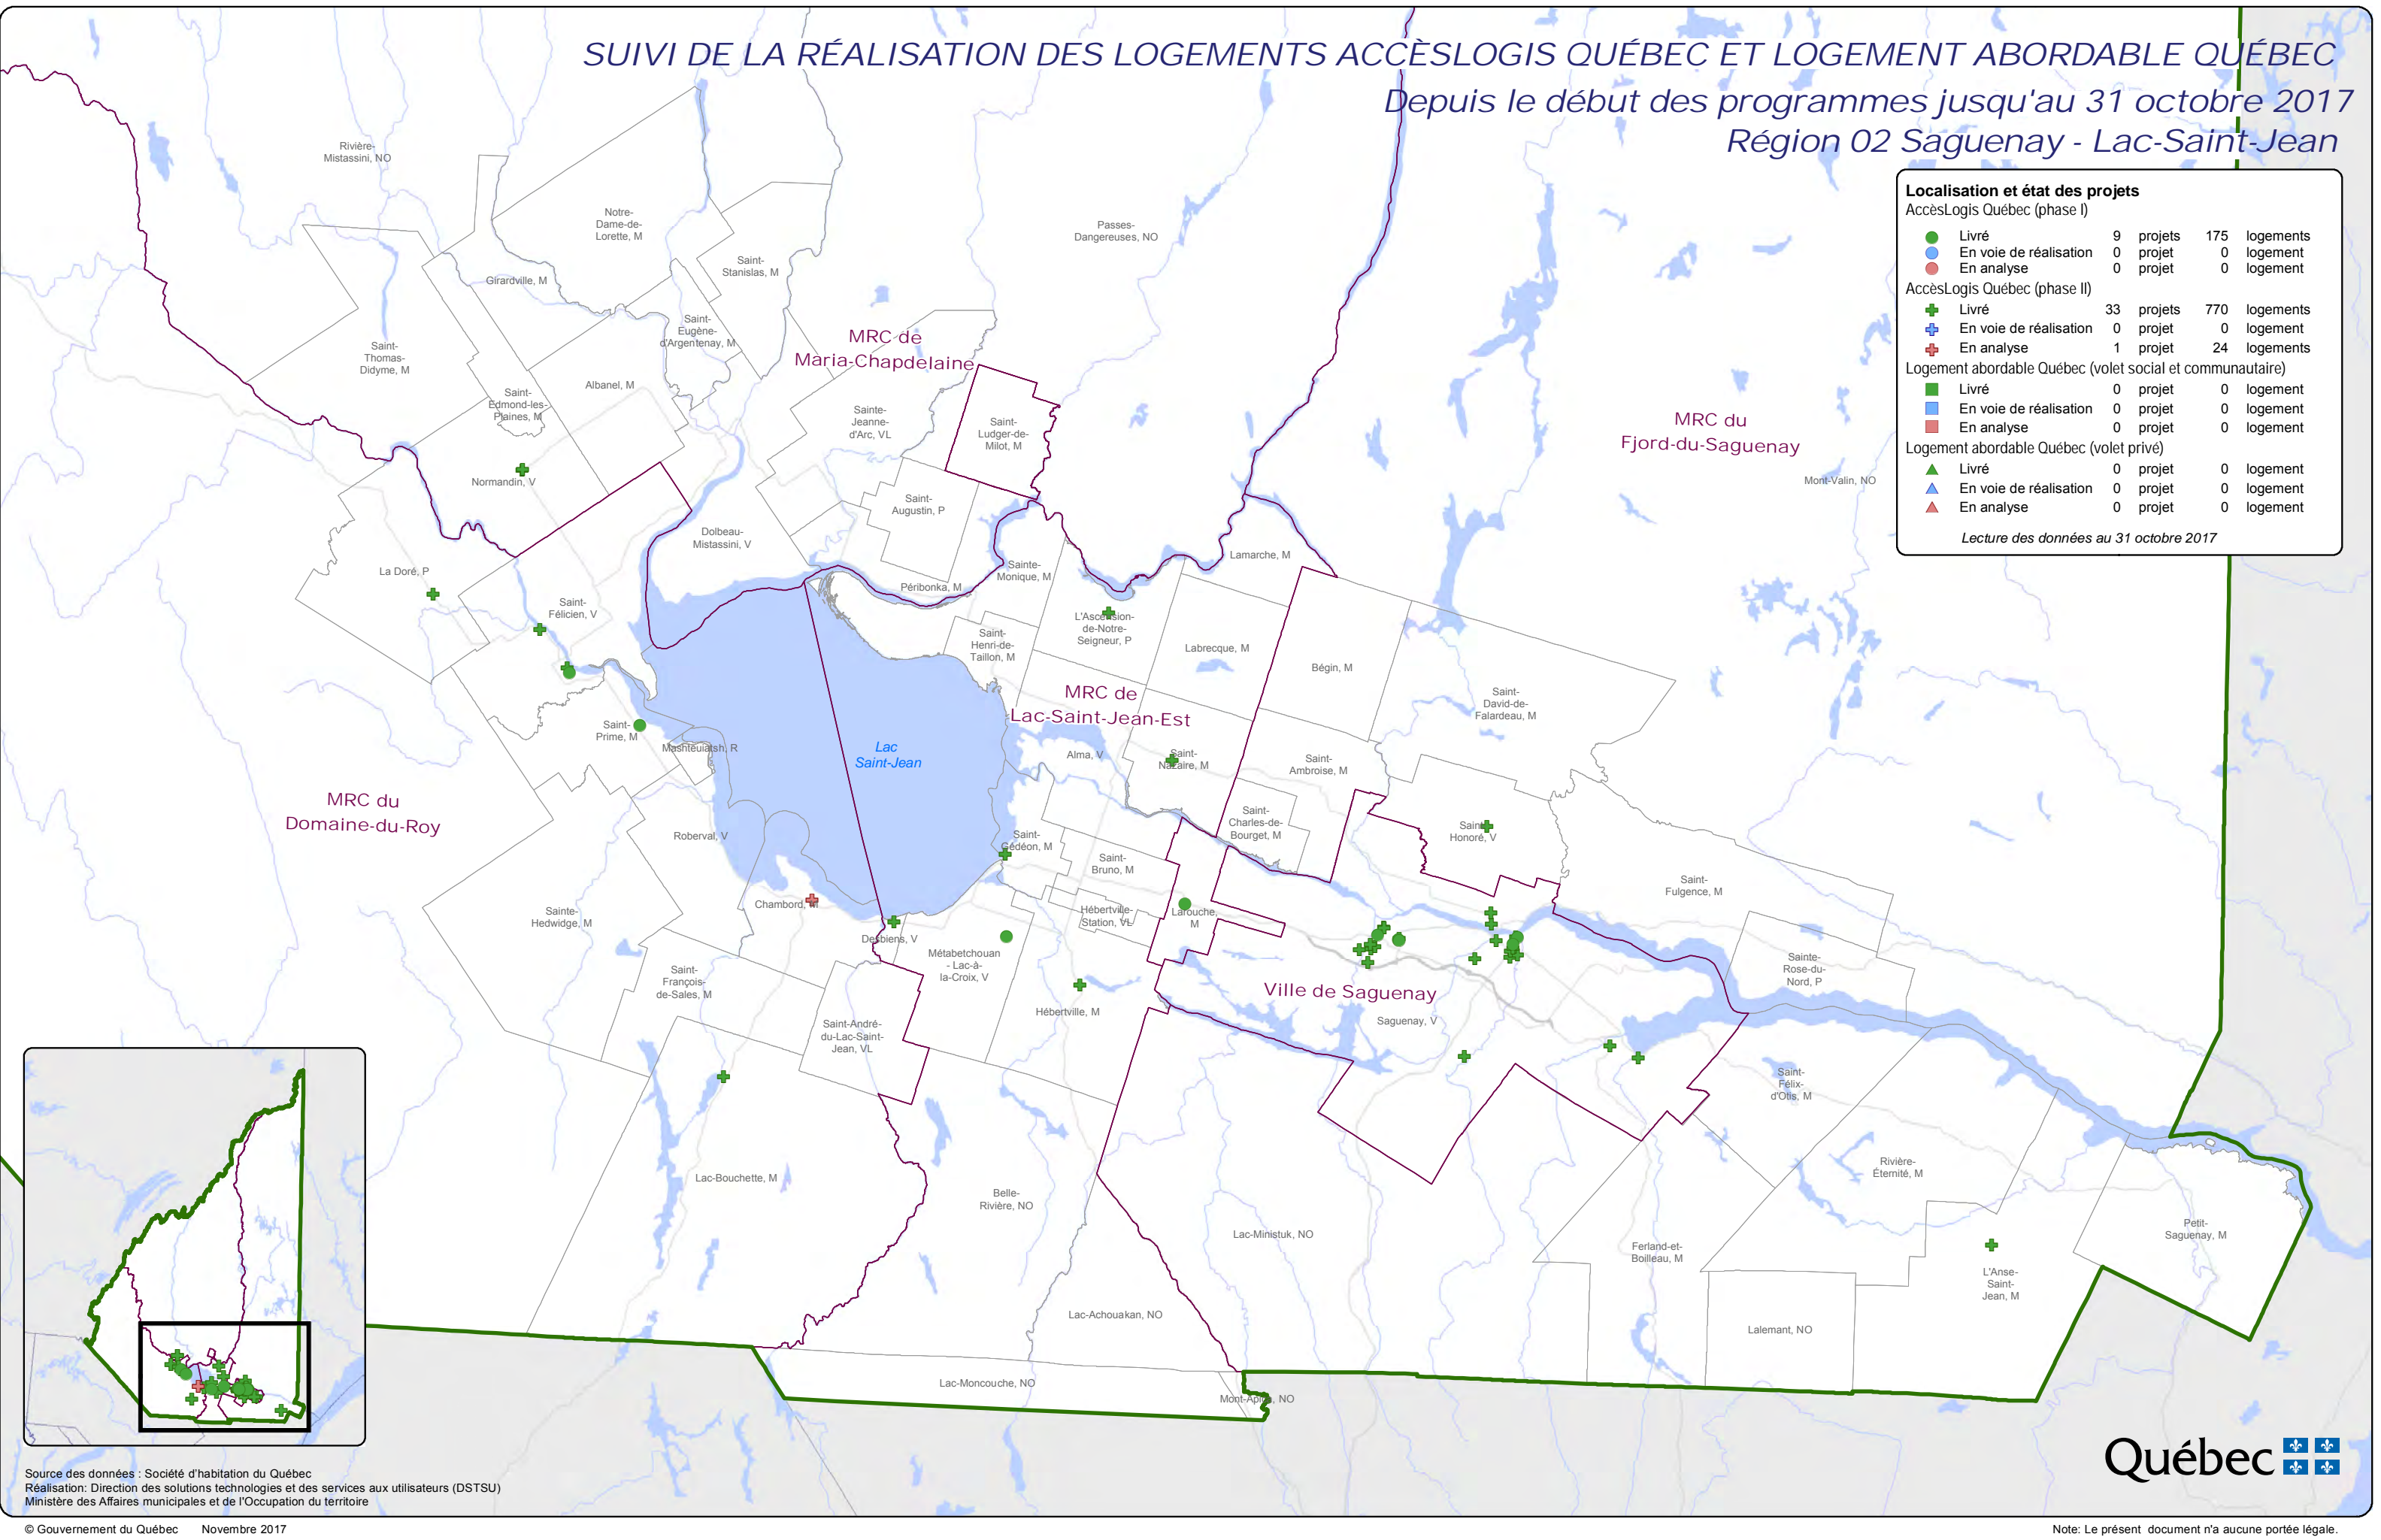 SUIVI DE LA RÉALISATION DES LOGEMENTS ACCÈSLOGIS QUÉBEC ET LOGEMENT ABORDABLE QUÉBEC
Depuis le début des programmes jusqu'au 31 octobre 2017
Région 02 Saguenay - Lac-Saint-Jean
Localisation et état des projets
AccèsLogis Québec (phase I)
Livré 9 projets 175 logements
En voie de réalisation 0 projet 0 logement
En analyse 0 projet 0 logement
AccèsLogis Québec (phase II)
Livré 33 projets 770 logements
En voie de réalisation 0 projet 0 logement
En analyse 1 projet 24 logements
Logement abordable Québec (volet social et communautaire)
Livré 0 projet 0 logement
En voie de réalisation 0 projet 0 logement
En analyse 0 projet 0 logement
Logement abordable Québec (volet privé)
Livré 0 projet 0 logement
En voie de réalisation 0 projet 0 logement
En analyse 0 projet 0 logement
Lecture des données au 31 octobre 2017
Rivière-
Mistassini, NO
Notre-
Dame-de-
Lorette, M
Passes-
Dangereuses, NO
Saint-
Stanislas, M
Girardville, M
Saint-
Eugène-
d'Argentenay, M
MRC de
Maria-Chapdelaine
Saint-
Thomas-
Didyme, M
Albanel, M
Saint-
Edmond-les-
Plaines, M
Sainte-
Jeanne-
d'Arc, VL
Saint-
Ludger-de-
Milot, M
MRC du
Fjord-du-Saguenay
Mont-Valin, NO
Normandin, V
Saint-
Augustin, P
Dolbeau-
Mistassini, V
Lamarche, M
La Doré, P
Sainte-
Monique, M
Péribonka, M
Saint-
Félicien, V
L'Ascension-
de-Notre-
Seigneur, P
Saint-
Henri-de-
Taillon, M
Labrecque, M
Bégin, M
MRC de
Lac-Saint-Jean-Est
Saint-
David-de-
Falardeau, M
Saint-
Prime, M
Mashteuiatsh, R
Lac
Saint-Jean
Alma, V
Saint-
Nazaire, M
Saint-
Ambroise, M
MRC du
Domaine-du-Roy
Roberval, V
Saint-
Gédéon, M
Saint-
Charles-de-
Bourget, M
Saint-
Honoré, V
Saint-
Bruno, M
Saint-
Fulgence, M
Chambord, M
Sainte-
Hedwidge, M
Hébertville-
Station, VL
Larouche,
M
Desbiens, V
Métabetchouan
- Lac-à-
la-Croix, V
Saint-
François-
de-Sales, M
Sainte-
Rose-du-
Nord, P
Ville de Saguenay
Saguenay, V
Hébertville, M
Saint-André-
du-Lac-Saint-
Jean, VL
Saint-
Félix-
d'Otis, M
Lac-Bouchette, M
Belle-
Rivière, NO
Rivière-
Éternité, M
Lac-Ministuk, NO
Ferland-et-
Boilleau, M
Petit-
Saguenay, M
L'Anse-
Saint-
Jean, M
Lac-Achouakan, NO
Lalemant, NO
Lac-Moncouche, NO
Mont-Apica, NO
Québec
Source des données : Société d'habitation du Québec
Réalisation: Direction des solutions technologies et des services aux utilisateurs (DSTSU)
Ministère des Affaires municipales et de l'Occupation du territoire
© Gouvernement du Québec Novembre 2017
Note: Le présent document n'a aucune portée légale.